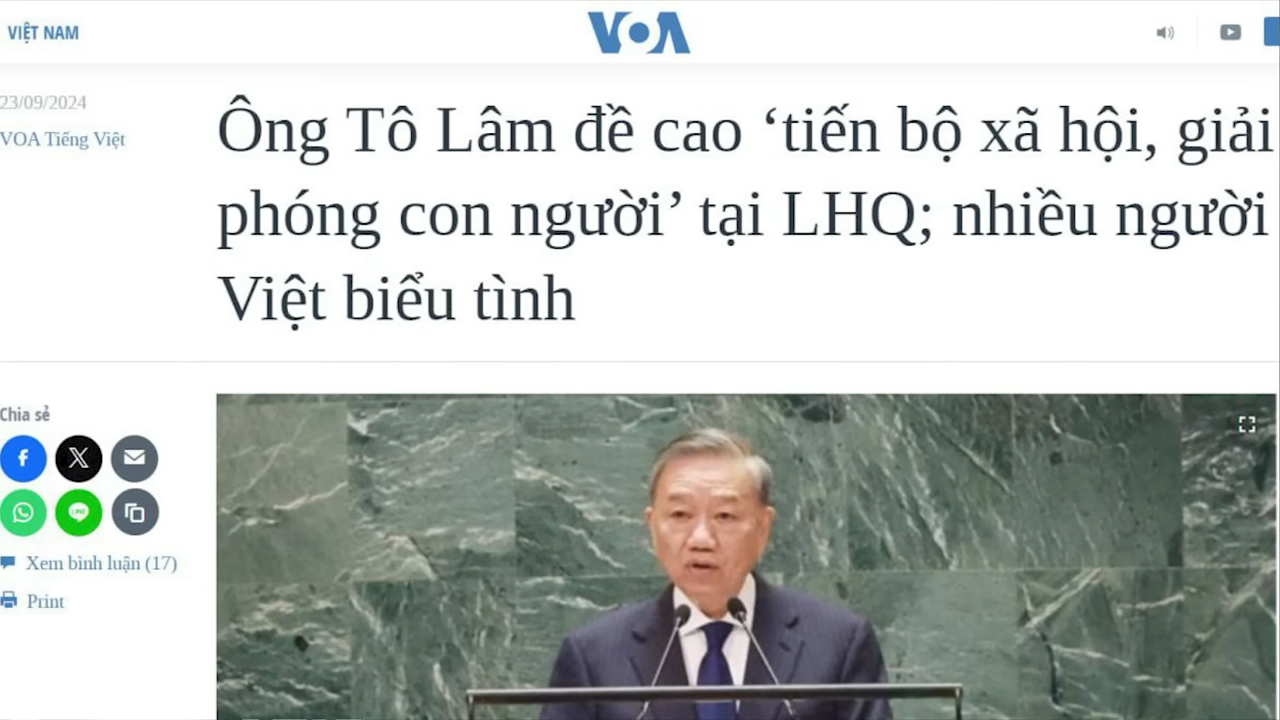 VIỆT NAM
VOA
23/09/2024
VOA Tiếng Việt
Ông Tô Lâm đề cao ‘tiến bộ xã hội, giải
phóng con người’ tại LHQ; nhiều người
Việt biểu tình
Chia sẻ
Xem bình luận (17)
Print